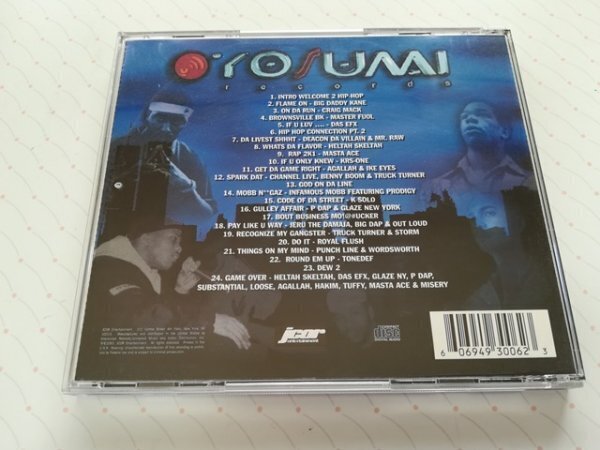 YOSUMI
records
1. INTRO WELCOME 2 HIP-HOP
2. FLAME ON - BIG DADDY KANE
3. ON DA RUN - CRAIG MACK
4. BROWNSVILLE BK - MASTER FUOL
5. IF U LUV .... - DAS EFX
6. HIP HOP CONNECTION PT. 2
7. DA LIVEST SHHHT - DEACON DA VILLAIN & MR. RAW
8. WHATS DA FLAVOR - HELTAH SKELTAH
9. RAP 2K1 - MASTA ACE
10. IF U ONLY KNEW - KRS-ONE
11. GET DA GAME RIGHT - AGALLAH & IKE EYES
12. SPARK DAT - CHANNEL LIVE, BENNY BOOM & TRUCK TURNER
13. GOD ON DA LINE
14. MOBB N**GAZ - INFAMOUS MOBB FEATURING PRODIGY
15. CODE OF DA STREET - K SOLO
16. GULLEY AFFAIR - P DAP & GLAZE NEW YORK
17. BOUT BUSINESS MO!@#UCKER
18. PAY LIKE U WAY - JERU THE DAMAJA, BIG DAP & OUT LOUD
19. RECOGNIZE MY GANGSTER - TRUCK TURNER & STORM
20. DO IT - ROYAL FLUSH
21. THINGS ON MY MIND - PUNCH LINE & WORDSWORTH
22. ROUND EM UP - TONEDEF
23. DEW 2
24. GAME OVER - HELTAH SKELTAH, DAS EFX, GLAZE NY, P DAP,
SUBSTANTIAL, LOOSE, AGALLAH, HAKIM, TUFFY, MASTA ACE & MISERY
jcor
entertainment
COMPACT
disc
DIGITAL AUDIO
6 06949 30062 3